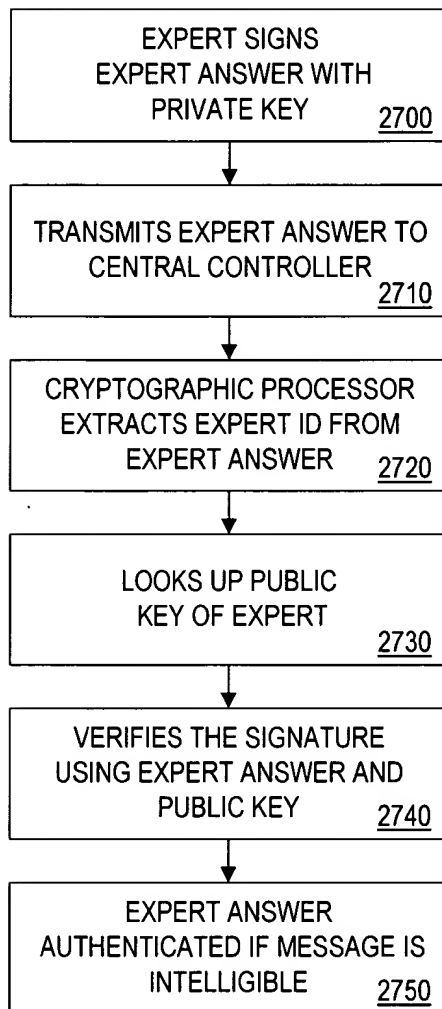 EXPERT SIGNS
EXPERT ANSWER WITH
PRIVATE KEY
2700
TRANSMITS EXPERT ANSWER TO
CENTRAL CONTROLLER
2710
CRYPTOGRAPHIC PROCESSOR
EXTRACTS EXPERT ID FROM
EXPERT ANSWER
2720
LOOKS UP PUBLIC
KEY OF EXPERT
2730
VERIFIES THE SIGNATURE
USING EXPERT ANSWER AND
PUBLIC KEY
2740
EXPERT ANSWER
AUTHENTICATED IF MESSAGE IS
INTELLIGIBLE
2750